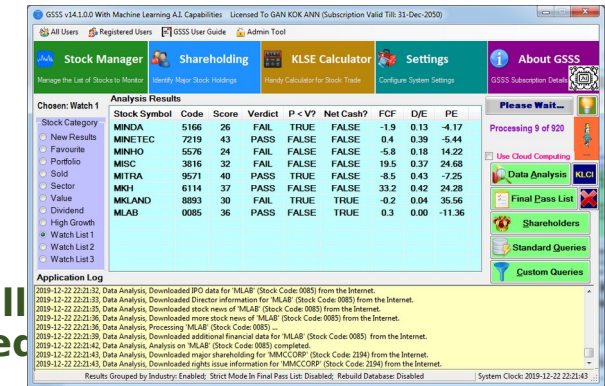 GSSS v14.1.0.0 With Machine Learning A.I. Capabilities Licensed To GAN KOK ANN (Subscription Valid Till: 31-Dec-2050)
All Users Registered Users GSSS User Guide Admin Tool
Stock Manager Shareholding KLSE Calculator Settings About GSSS
Manage the List of Stocks to Monitor Identify Major Stock Holdings Handy Calculator for Stock Trade Configure System Settings GSSS Subscription Details
Chosen: Watch 1 Analysis Results Please Wait...
Stock Category Stock Symbol Code Score Verdict P < V? Net Cash? FCF D/E PE
MINDA 5166 26 FAIL TRUE FALSE -1.9 0.13 -4.17
New Results MINETEC 7219 43 PASS FALSE FALSE 0.4 0.39 -5.44
Favourite MINHO 5576 24 FAIL FALSE FALSE -5.8 0.18 14.22
Portfolio MISC 3816 32 FAIL FALSE FALSE 19.5 0.37 24.68
Sold MITRA 9571 40 PASS TRUE FALSE -8.5 0.43 -7.25
Sector MKH 6114 37 PASS FALSE FALSE 33.2 0.42 24.28
Value MKLAND 8893 30 FAIL TRUE TRUE -0.2 0.04 35.56
Dividend MLAB 0085 36 PASS FALSE TRUE 0.3 0.00 -11.36
High Growth
Watch List 1
Watch List 2
Watch List 3
Processing 9 of 920
Use Cloud Computing
Data Analysis KLCI
Final Pass List
Shareholders
Standard Queries
Custom Queries
Application Log
2019-12-22 22:21:32, Data Analysis, Downloaded IPO data for 'MLAB' (Stock Code: 0085) from the Internet.
2019-12-22 22:21:33, Data Analysis, Downloaded Director information for 'MLAB' (Stock Code: 0085) from the Internet.
2019-12-22 22:21:35, Data Analysis, Downloaded stock news of 'MLAB' (Stock Code: 0085) from the Internet.
2019-12-22 22:21:36, Data Analysis, Downloaded more stock news of 'MLAB' (Stock Code: 0085) from the Internet.
2019-12-22 22:21:36, Data Analysis, Processing 'MLAB' (Stock Code: 0085) ...
2019-12-22 22:21:39, Data Analysis, Downloaded additional financial data for 'MLAB' (Stock Code: 0085) from the Internet.
2019-12-22 22:21:42, Data Analysis, Analysis on 'MLAB' (Stock Code: 0085) completed.
2019-12-22 22:21:43, Data Analysis, Downloaded major shareholding for 'MMCCORP' (Stock Code: 2194) from the Internet.
2019-12-22 22:21:43, Data Analysis, Downloaded rights issue information for 'MMCCORP' (Stock Code: 2194) from the Internet.
Results Grouped by Industry: Enabled; Strict Mode In Final Pass List: Disabled; Rebuild Database: Disabled System Clock: 2019-12-22 22:21:43